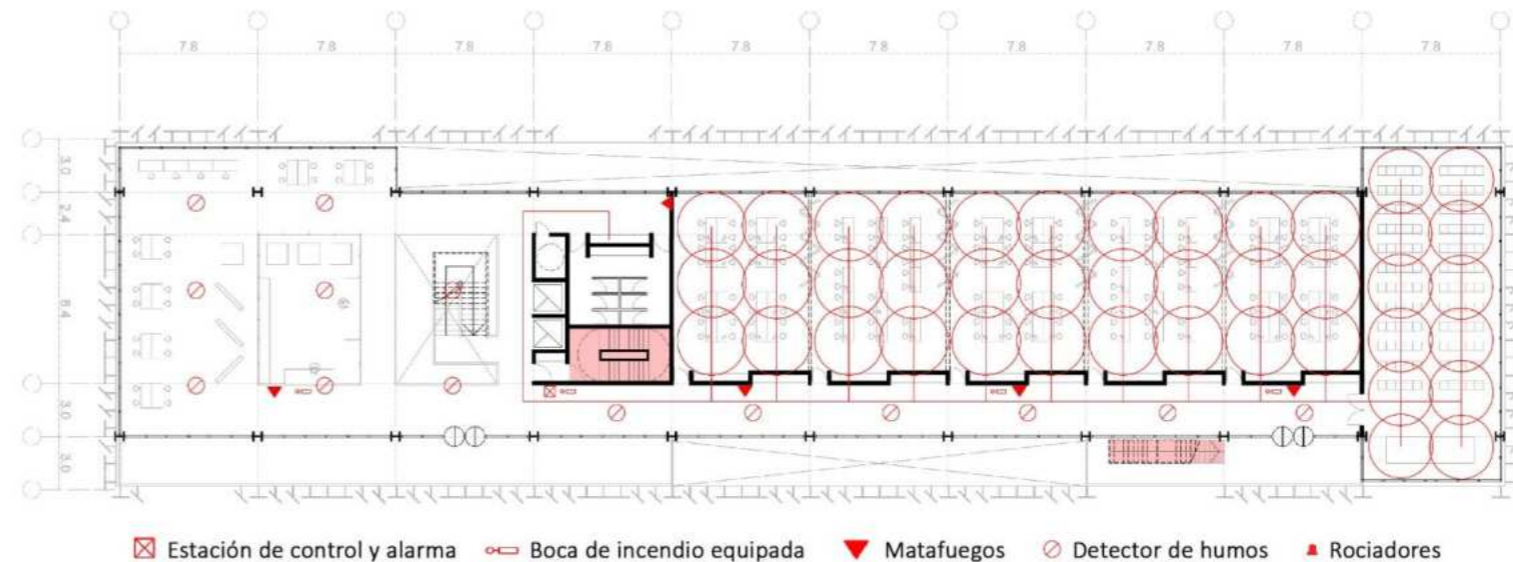 7.8 7.8 7.8 7.8 7.8 7.8 7.8 7.8 7.8 7.8
3.0
2.4
8.4
3.0
3.0
Estación de control y alarma Boca de incendio equipada Matafuegos Detector de humos Rociadores